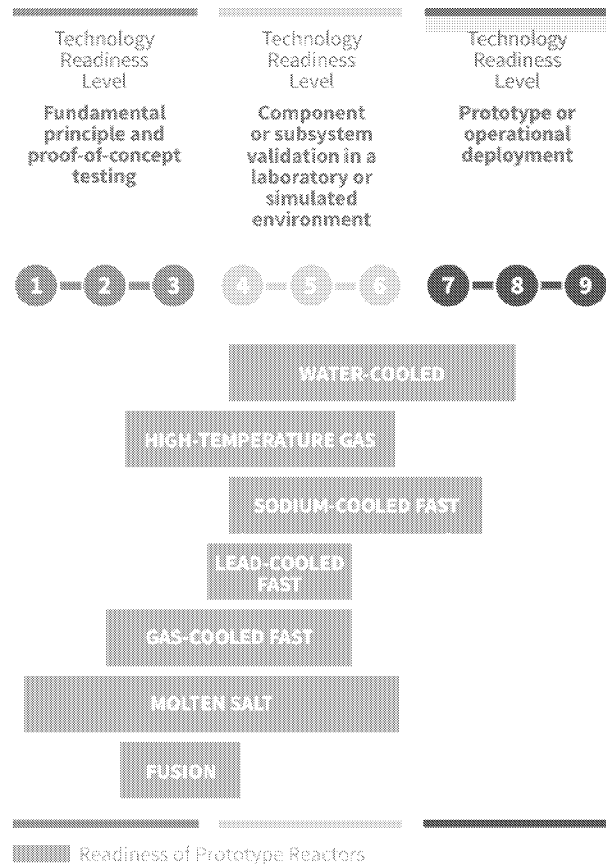 Technology
Readiness
Level
Fundamental
principle and
proof-of-concept
testing
Technology
Readiness
Level
Component
or subsystem
validation in a
laboratory or
simulated
environment
Technology
Readiness
Level
Prototype or
operational
deployment
1 2 3 4 5 6 7 8 9
WATER-COOLED
HIGH-TEMPERATURE GAS
SODIUM-COOLED FAST
LEAD-COOLED
FAST
GAS-COOLED FAST
MOLTEN SALT
FUSION
Readiness of Prototype Reactors